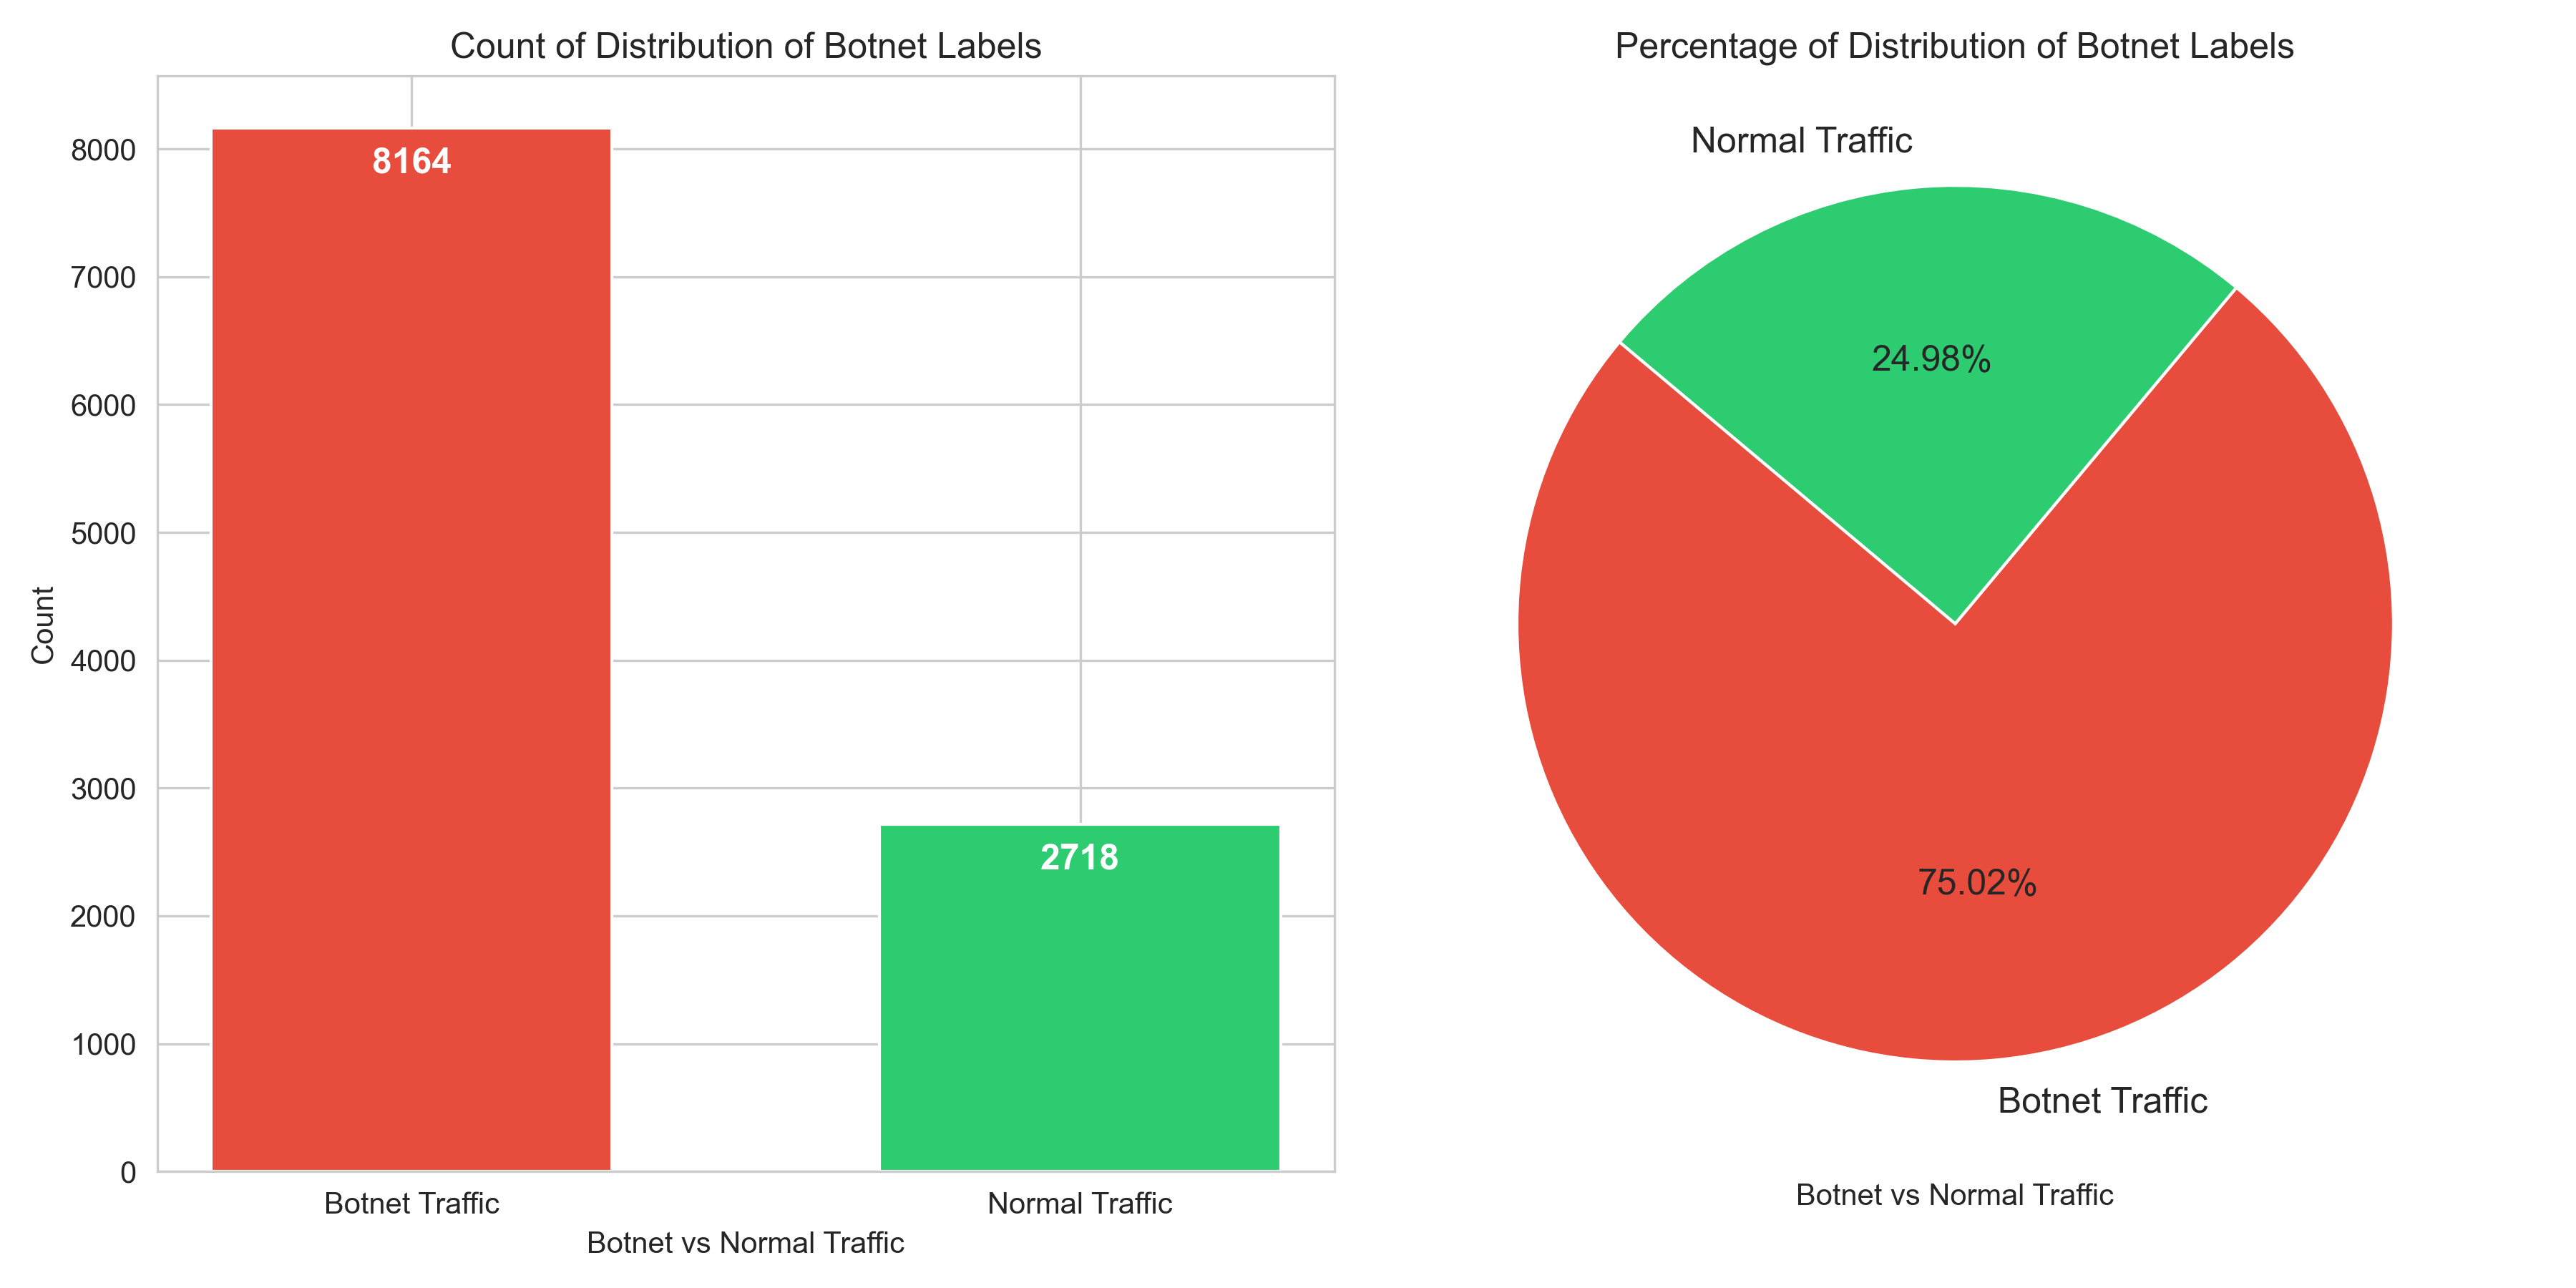 Count of Distribution of Botnet Labels
8000
7000
6000
5000
4000
3000
2000
1000
0
Count
8164
2718
Botnet Traffic
Normal Traffic
Botnet vs Normal Traffic
Percentage of Distribution of Botnet Labels
Normal Traffic
24.98%
75.02%
Botnet Traffic
Botnet vs Normal Traffic